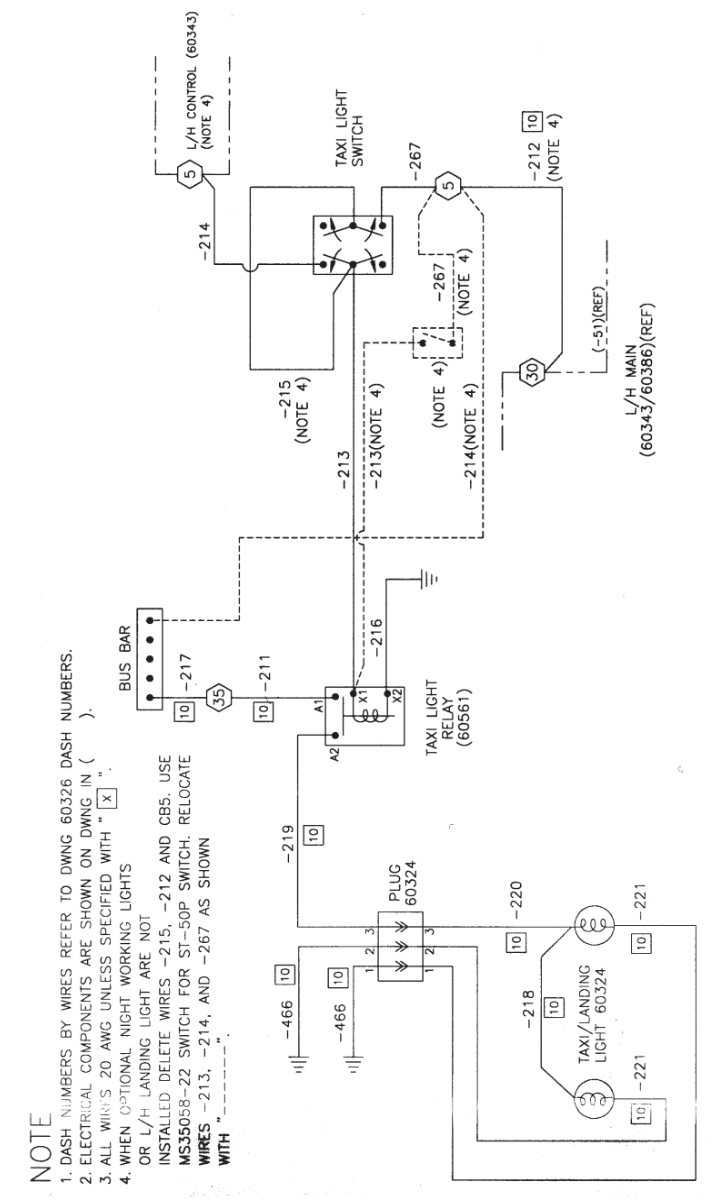 NOTE
1. DASH NUMBERS BY WIRES REFER TO DWNG 60326 DASH NUMBERS.
2. ELECTRICAL COMPONENTS ARE SHOWN ON DWNG IN ( ).
3. ALL WIRES 20 AWG UNLESS SPECIFIED WITH " X ".
4. WHEN OPTIONAL NIGHT WORKING LIGHTS
OR L/H LANDING LIGHT ARE NOT
INSTALLED DELETE WIRES -215, -212 AND CB5. USE
MS35058-22 SWITCH FOR ST-50P SWITCH. RELOCATE
WIRES -213, -214, AND -267 AS SHOWN
WITH "------".
BUS BAR
10
-217
35
10
-211
A1
A2
X1
X2
TAXI LIGHT
RELAY
(60561)
-216
-219
10
PLUG
60324
3
2
1
3
2
1
-466
10
-466
10
-220
10
-218
10
TAXI/LANDING
LIGHT 60324
-221
10
-221
10
-213
-213(NOTE 4)
-214(NOTE 4)
-215
(NOTE 4)
(NOTE 4)
-267
(NOTE 4)
-214
5
L/H CONTROL (60343)
(NOTE 4)
TAXI LIGHT
SWITCH
-267
5
-212
10
(NOTE 4)
30
(-51)(REF)
L/H MAIN
(60343/60386)(REF)